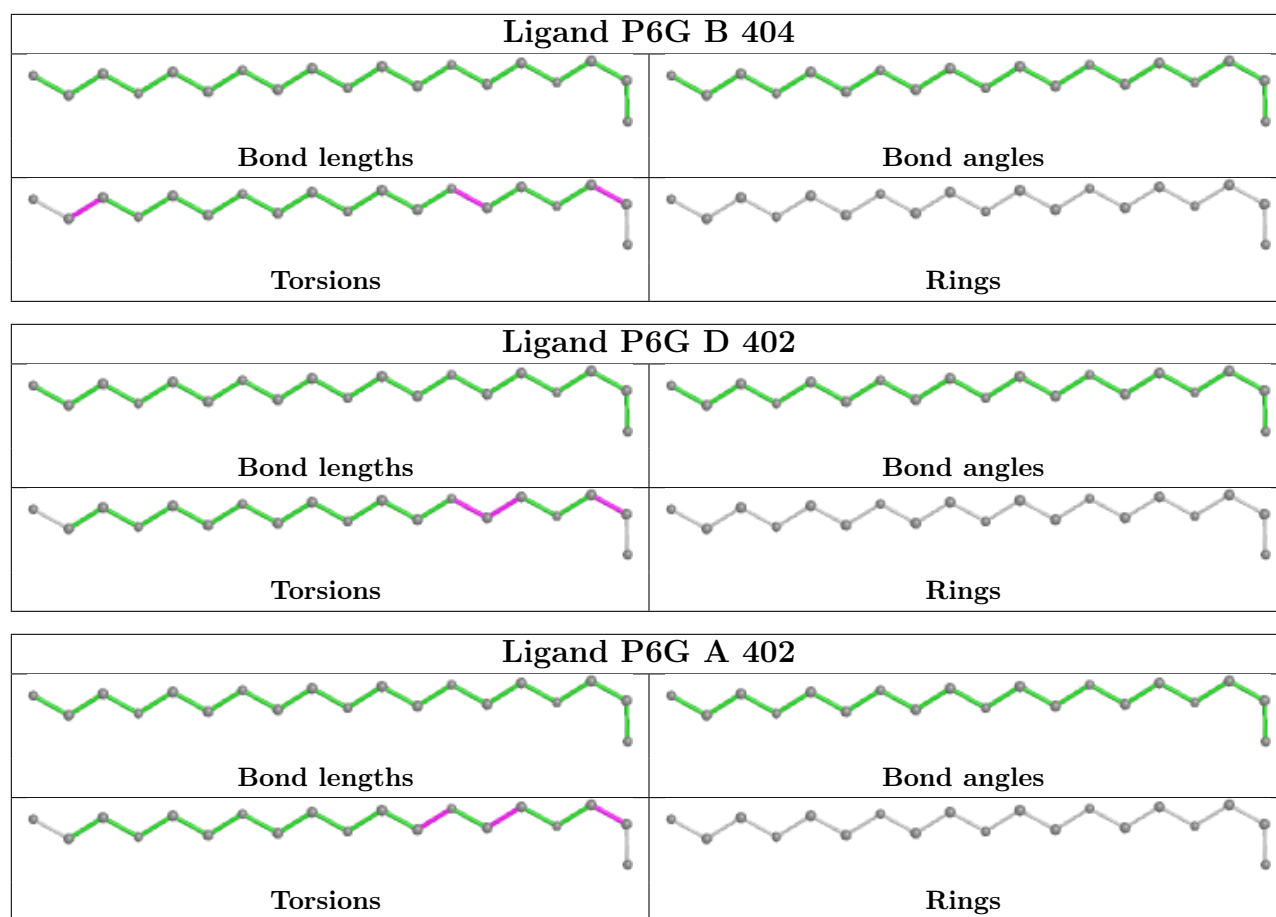 Ligand P6G B 404
Bond lengths
Bond angles
Torsions
Rings
Ligand P6G D 402
Bond lengths
Bond angles
Torsions
Rings
Ligand P6G A 402
Bond lengths
Bond angles
Torsions
Rings